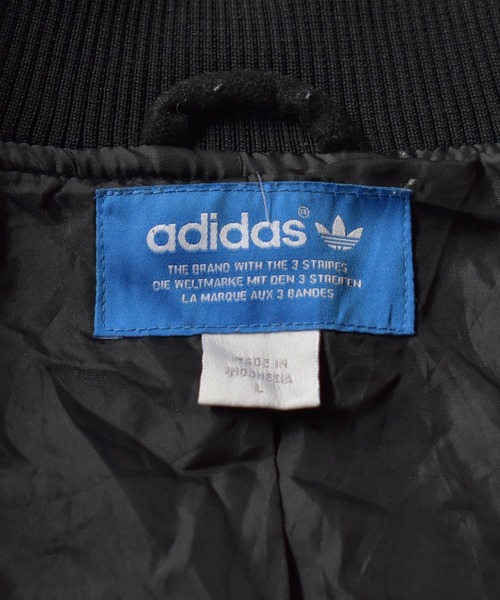 adidas®
THE BRAND WITH THE 3 STRIPES
DIE WELTMARKE MIT DEN 3 STREIFEN
LA MARQUE AUX 3 BANDES
MADE IN
INDONESIA
L